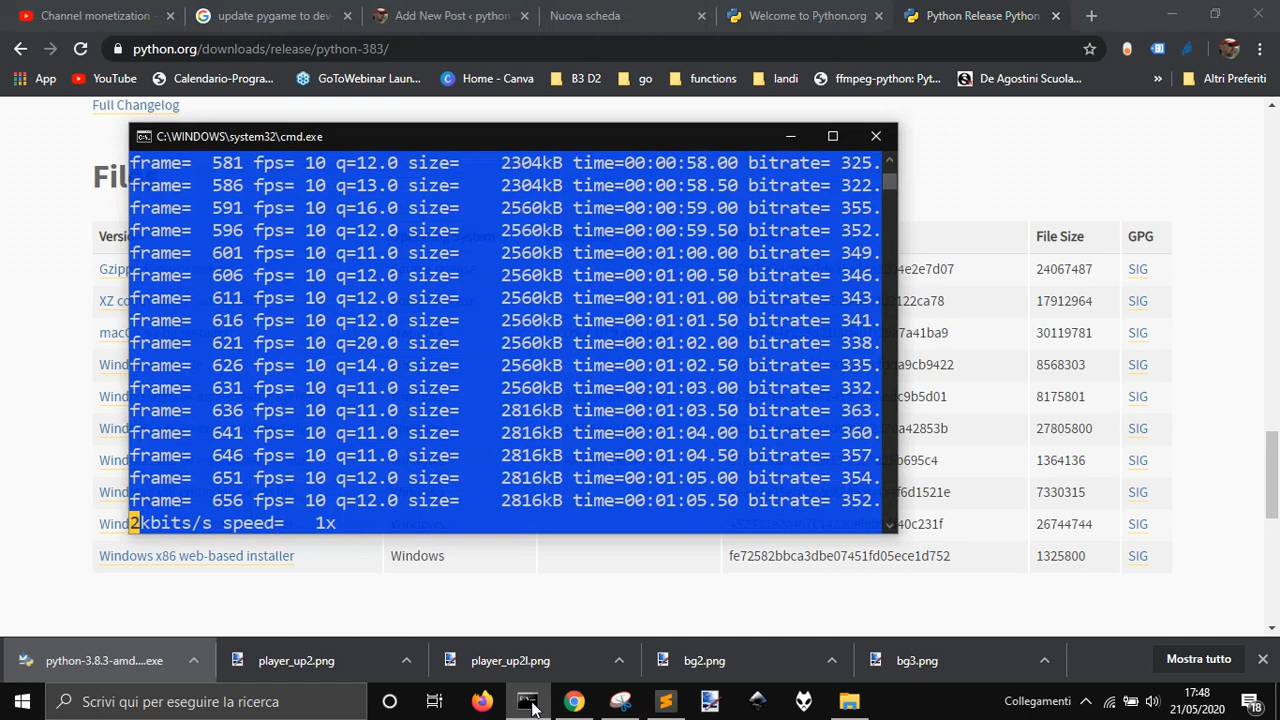 Channel monetization -
update pygame to dev
Add New Post ‹ python
Nuova scheda
Welcome to Python.org
Python Release Python
python.org/downloads/release/python-383/
App
YouTube
Calendario-Progra...
GoToWebinar Laun...
Home - Canva
B3 D2
go
functions
landi
ffmpeg-python: Pyt...
De Agostini Scuola...
»
Altri Preferiti
Full Changelog
C:\WINDOWS\system32\cmd.exe
frame=  581 fps= 10 q=12.0 size=    2304kB time=00:00:58.00 bitrate= 325.
frame=  586 fps= 10 q=13.0 size=    2304kB time=00:00:58.50 bitrate= 322.
frame=  591 fps= 10 q=16.0 size=    2560kB time=00:00:59.00 bitrate= 355.
frame=  596 fps= 10 q=12.0 size=    2560kB time=00:00:59.50 bitrate= 352.
frame=  601 fps= 10 q=11.0 size=    2560kB time=00:01:00.00 bitrate= 349.
frame=  606 fps= 10 q=12.0 size=    2560kB time=00:01:00.50 bitrate= 346.
frame=  611 fps= 10 q=12.0 size=    2560kB time=00:01:01.00 bitrate= 343.
frame=  616 fps= 10 q=12.0 size=    2560kB time=00:01:01.50 bitrate= 341.
frame=  621 fps= 10 q=20.0 size=    2560kB time=00:01:02.00 bitrate= 338.
frame=  626 fps= 10 q=14.0 size=    2560kB time=00:01:02.50 bitrate= 335.
frame=  631 fps= 10 q=11.0 size=    2560kB time=00:01:03.00 bitrate= 332.
frame=  636 fps= 10 q=11.0 size=    2816kB time=00:01:03.50 bitrate= 363.
frame=  641 fps= 10 q=11.0 size=    2816kB time=00:01:04.00 bitrate= 360.
frame=  646 fps= 10 q=11.0 size=    2816kB time=00:01:04.50 bitrate= 357.
frame=  651 fps= 10 q=12.0 size=    2816kB time=00:01:05.00 bitrate= 354.
frame=  656 fps= 10 q=12.0 size=    2816kB time=00:01:05.50 bitrate= 352.
2kbits/s speed=   1x
File Size GPG
24067487 SIG
17912964 SIG
30119781 SIG
8568303 SIG
8175801 SIG
27805800 SIG
1364136 SIG
7330315 SIG
26744744 SIG
Windows x86 web-based installer Windows fe72582bbca3dbe07451fd05ece1d752 1325800 SIG
python-3.8.3-amd....exe
player_up2.png
player_up2l.png
bg2.png
bg3.png
Mostra tutto
Scrivi qui per eseguire la ricerca
Collegamenti
17:48
21/05/2020
18